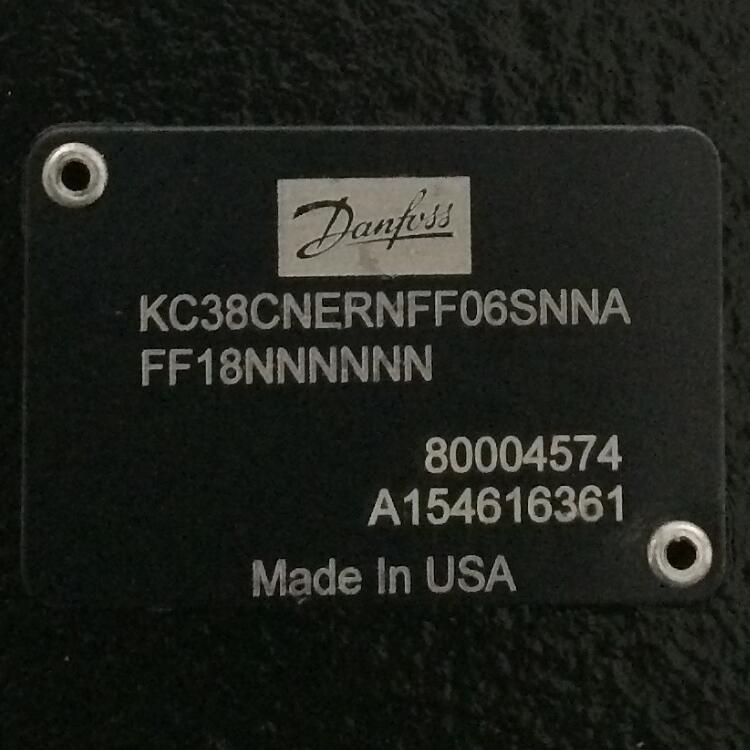 Danfoss
KC38CNERNFF06SNNA
FF18NNNNNN
80004574
A154616361
Made In USA